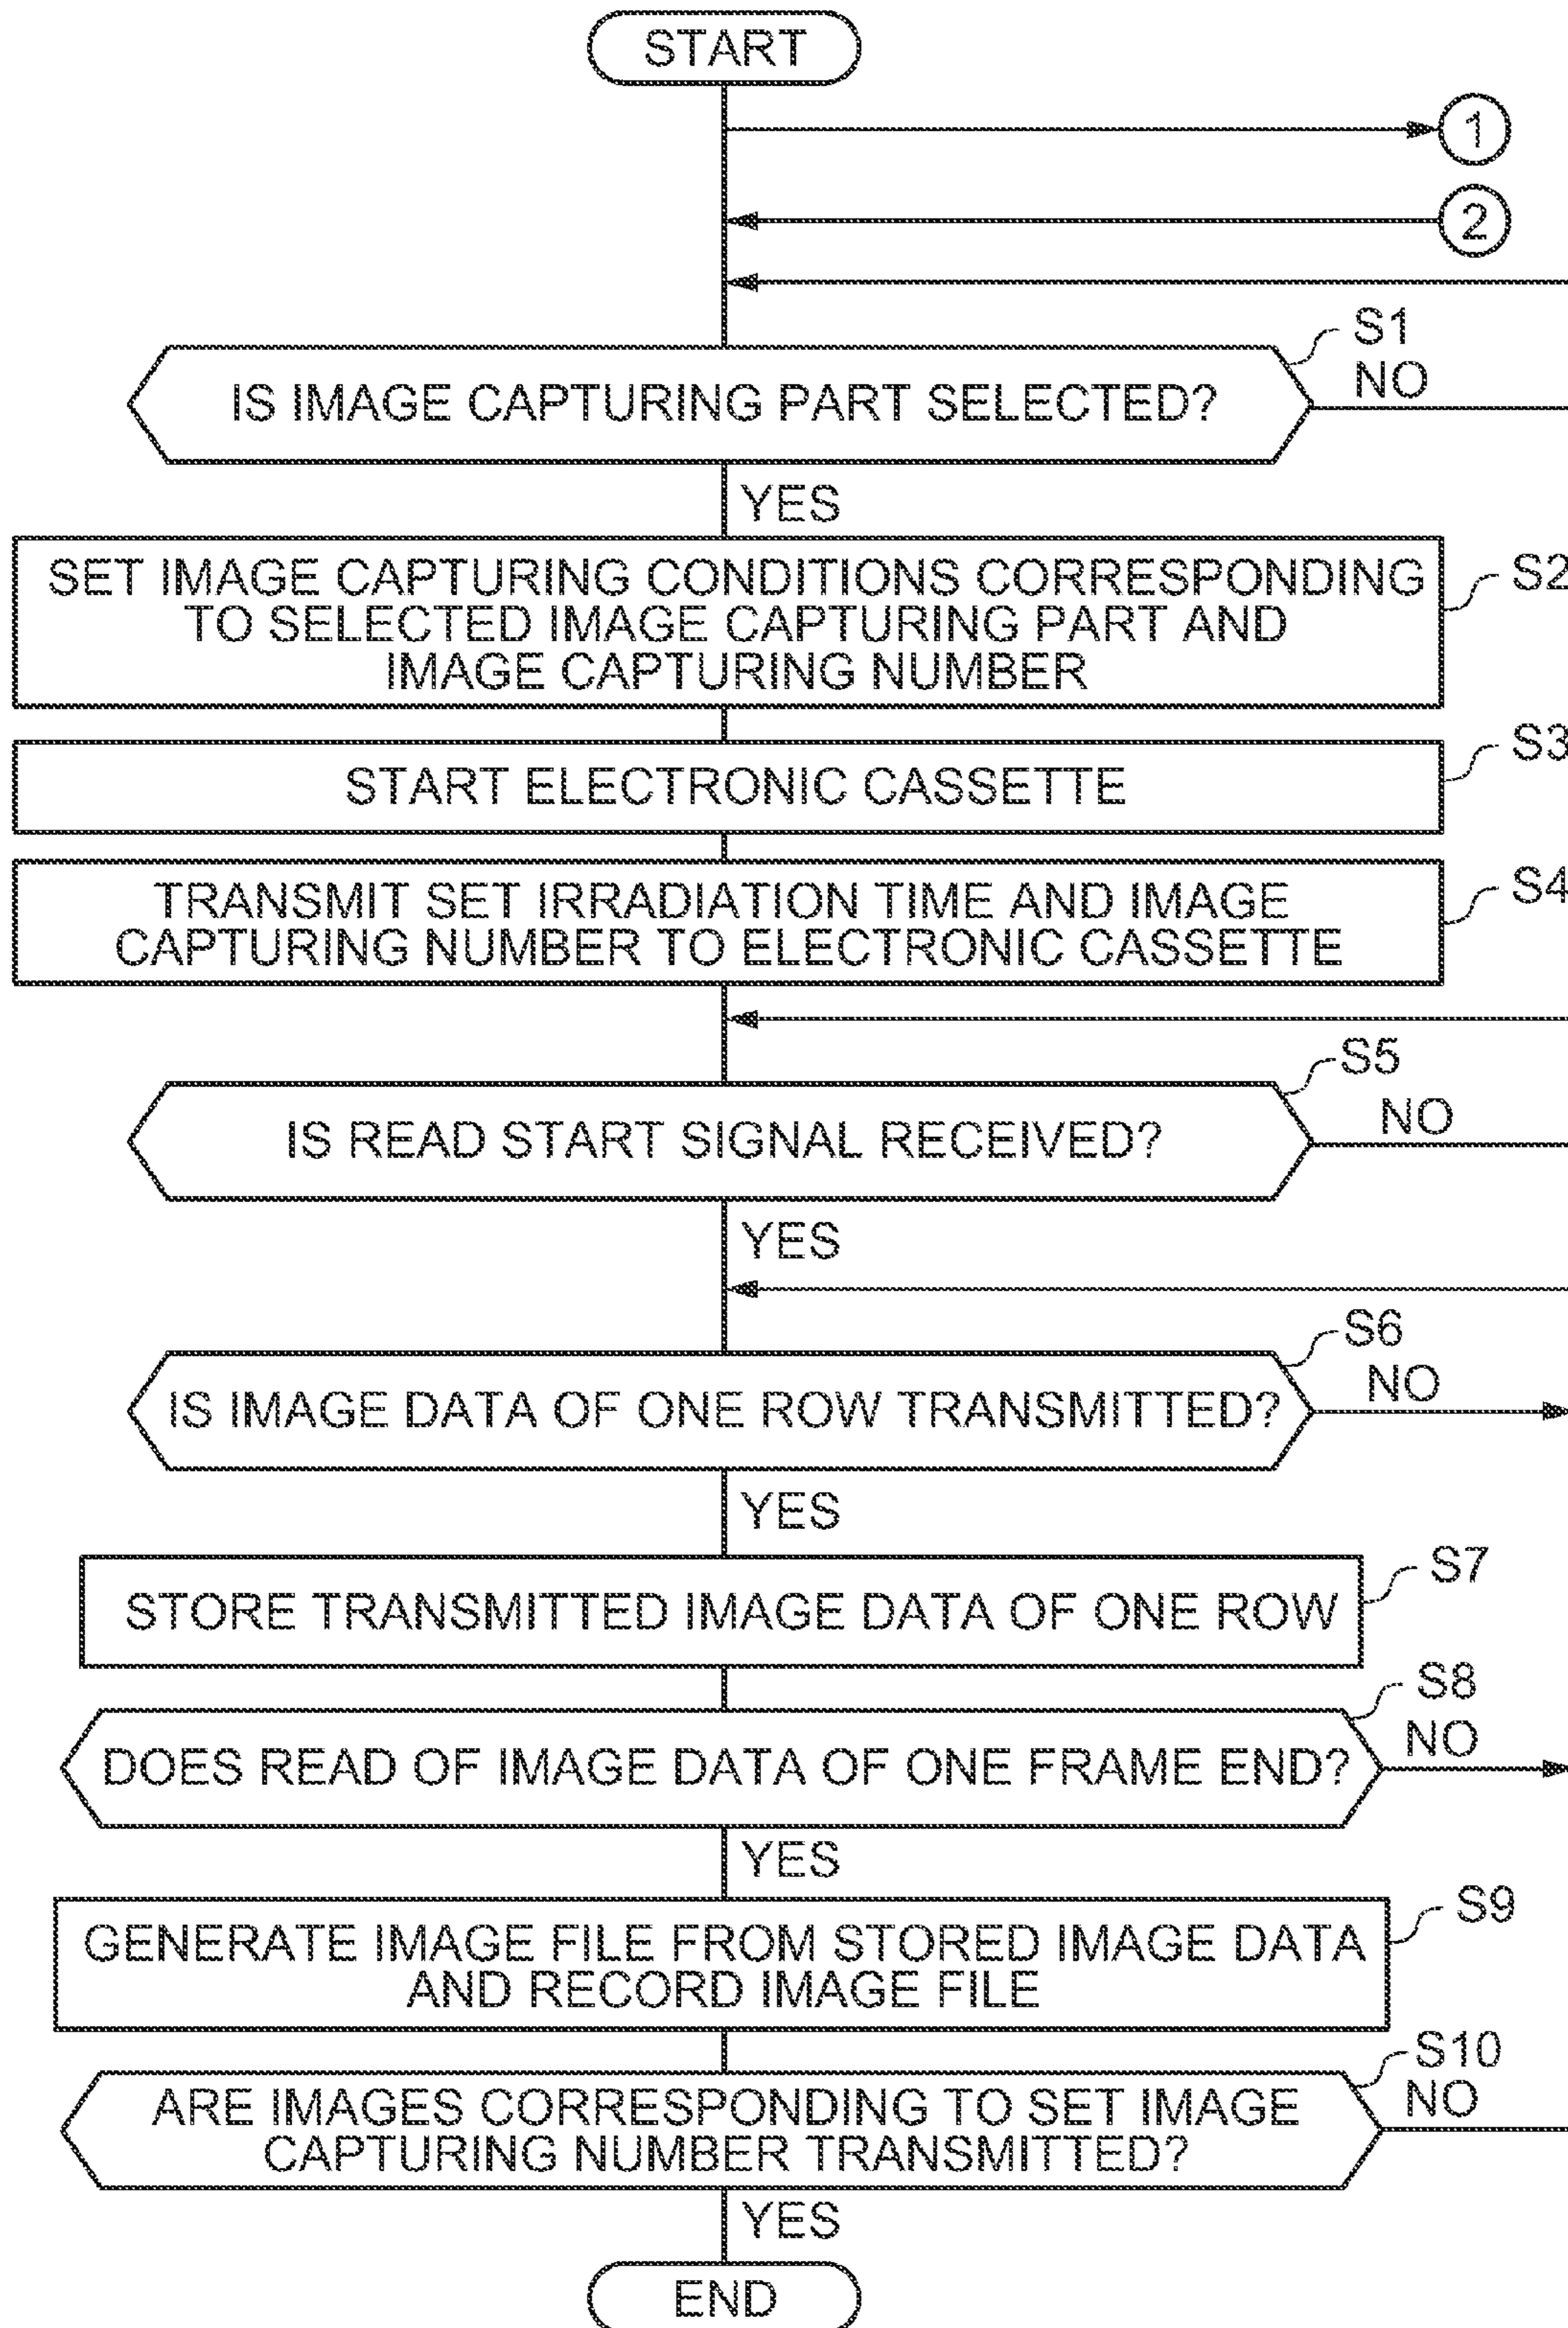 START
1
2
S1
NO
IS IMAGE CAPTURING PART SELECTED?
YES
SET IMAGE CAPTURING CONDITIONS CORRESPONDING
TO SELECTED IMAGE CAPTURING PART AND
IMAGE CAPTURING NUMBER
S2
START ELECTRONIC CASSETTE
S3
TRANSMIT SET IRRADIATION TIME AND IMAGE
CAPTURING NUMBER TO ELECTRONIC CASSETTE
S4
S5
NO
IS READ START SIGNAL RECEIVED?
YES
S6
NO
IS IMAGE DATA OF ONE ROW TRANSMITTED?
YES
S7
STORE TRANSMITTED IMAGE DATA OF ONE ROW
S8
NO
DOES READ OF IMAGE DATA OF ONE FRAME END?
YES
S9
GENERATE IMAGE FILE FROM STORED IMAGE DATA
AND RECORD IMAGE FILE
S10
NO
ARE IMAGES CORRESPONDING TO SET IMAGE
CAPTURING NUMBER TRANSMITTED?
YES
END